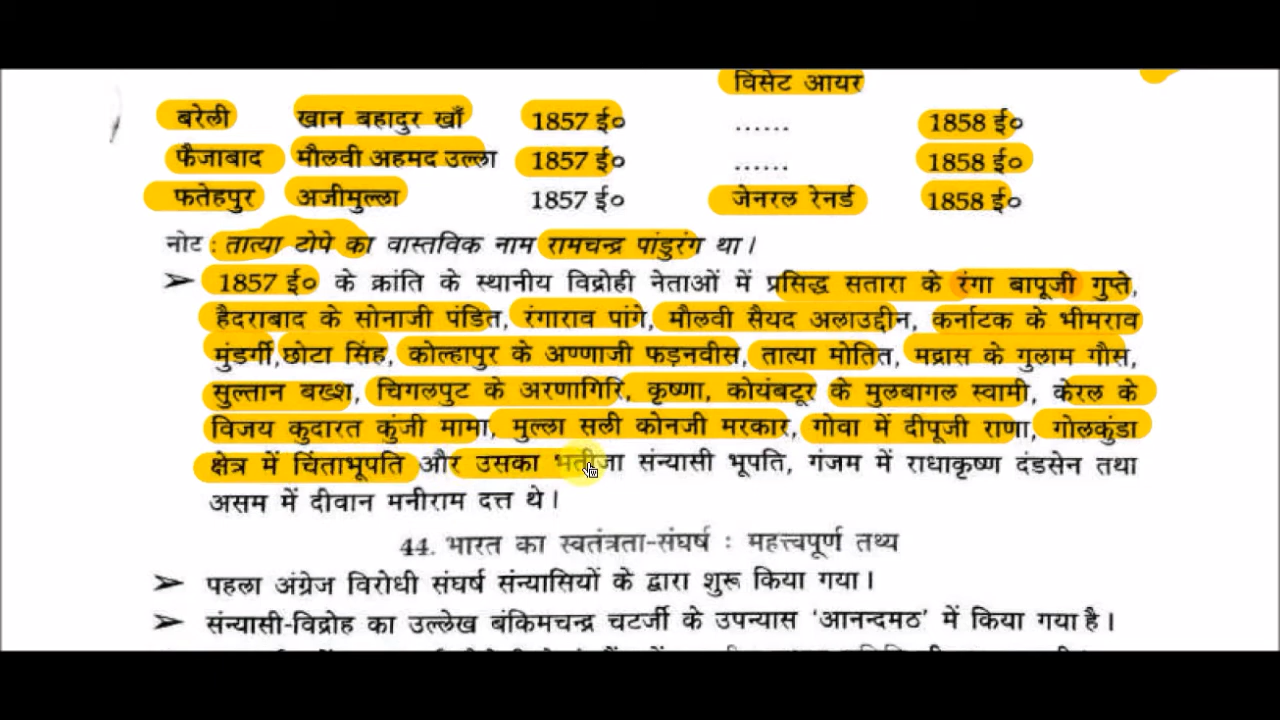 विंसेट आयर
बरेली खान बहादुर खाँ 1857 ई० ...... 1858 ई०
फैजाबाद मौलवी अहमद उल्ला 1857 ई० ...... 1858 ई०
फतेहपुर अजीमुल्ला 1857 ई० जेनरल रेनर्ड 1858 ई०
नोट : तात्या टोपे का वास्तविक नाम रामचन्द्र पांडुरंग था।
➢ 1857 ई० के क्रांति के स्थानीय विद्रोही नेताओं में प्रसिद्ध सतारा के रंगा बापूजी गुप्ते,
हैदराबाद के सोनाजी पंडित, रंगाराव पांगे, मौलवी सैयद अलाउद्दीन, कर्नाटक के भीमराव
मुंडर्गी, छोटा सिंह, कोल्हापुर के अण्णाजी फड़नवीस, तात्या मोतित, मद्रास के गुलाम गौस,
सुल्तान बख्श, चिगलपुट के अरणागिरि, कृष्णा, कोयंबटूर के मुलबागल स्वामी, केरल के
विजय कुदारत कुंजी मामा, मुल्ला सली कोनजी मरकार, गोवा में दीपूजी राणा, गोलकुंडा
क्षेत्र में चिंताभूपति और उसका भतीजा संन्यासी भूपति, गंजम में राधाकृष्ण दंडसेन तथा
असम में दीवान मनीराम दत्त थे।
44. भारत का स्वतंत्रता-संघर्ष : महत्त्वपूर्ण तथ्य
➢ पहला अंग्रेज विरोधी संघर्ष संन्यासियों के द्वारा शुरू किया गया।
➢ संन्यासी-विद्रोह का उल्लेख बंकिमचन्द्र चटर्जी के उपन्यास 'आनन्दमठ' में किया गया है।